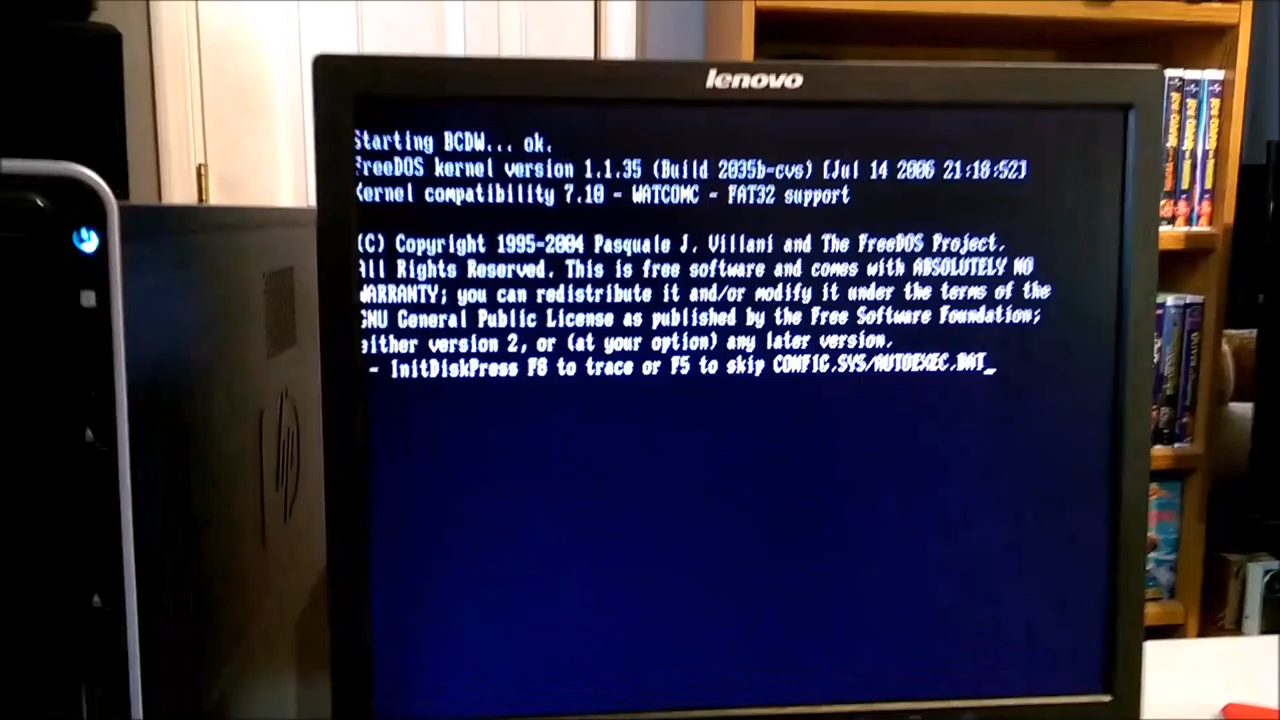 lenovo
Starting BCDW... ok.
FreeDOS kernel version 1.1.35 (Build 2035b-cvs) [Jul 14 2006 21:18:52]
Kernel compatibility 7.10 - WATCOMC - FAT32 support
(C) Copyright 1995-2004 Pasquale J. Villani and The FreeDOS Project.
All Rights Reserved. This is free software and comes with ABSOLUTELY NO
WARRANTY; you can redistribute it and/or modify it under the terms of the
GNU General Public License as published by the Free Software Foundation;
either version 2, or (at your option) any later version.
- InitDiskPress F8 to trace or F5 to skip CONFIG.SYS/AUTOEXEC.BAT_
hp